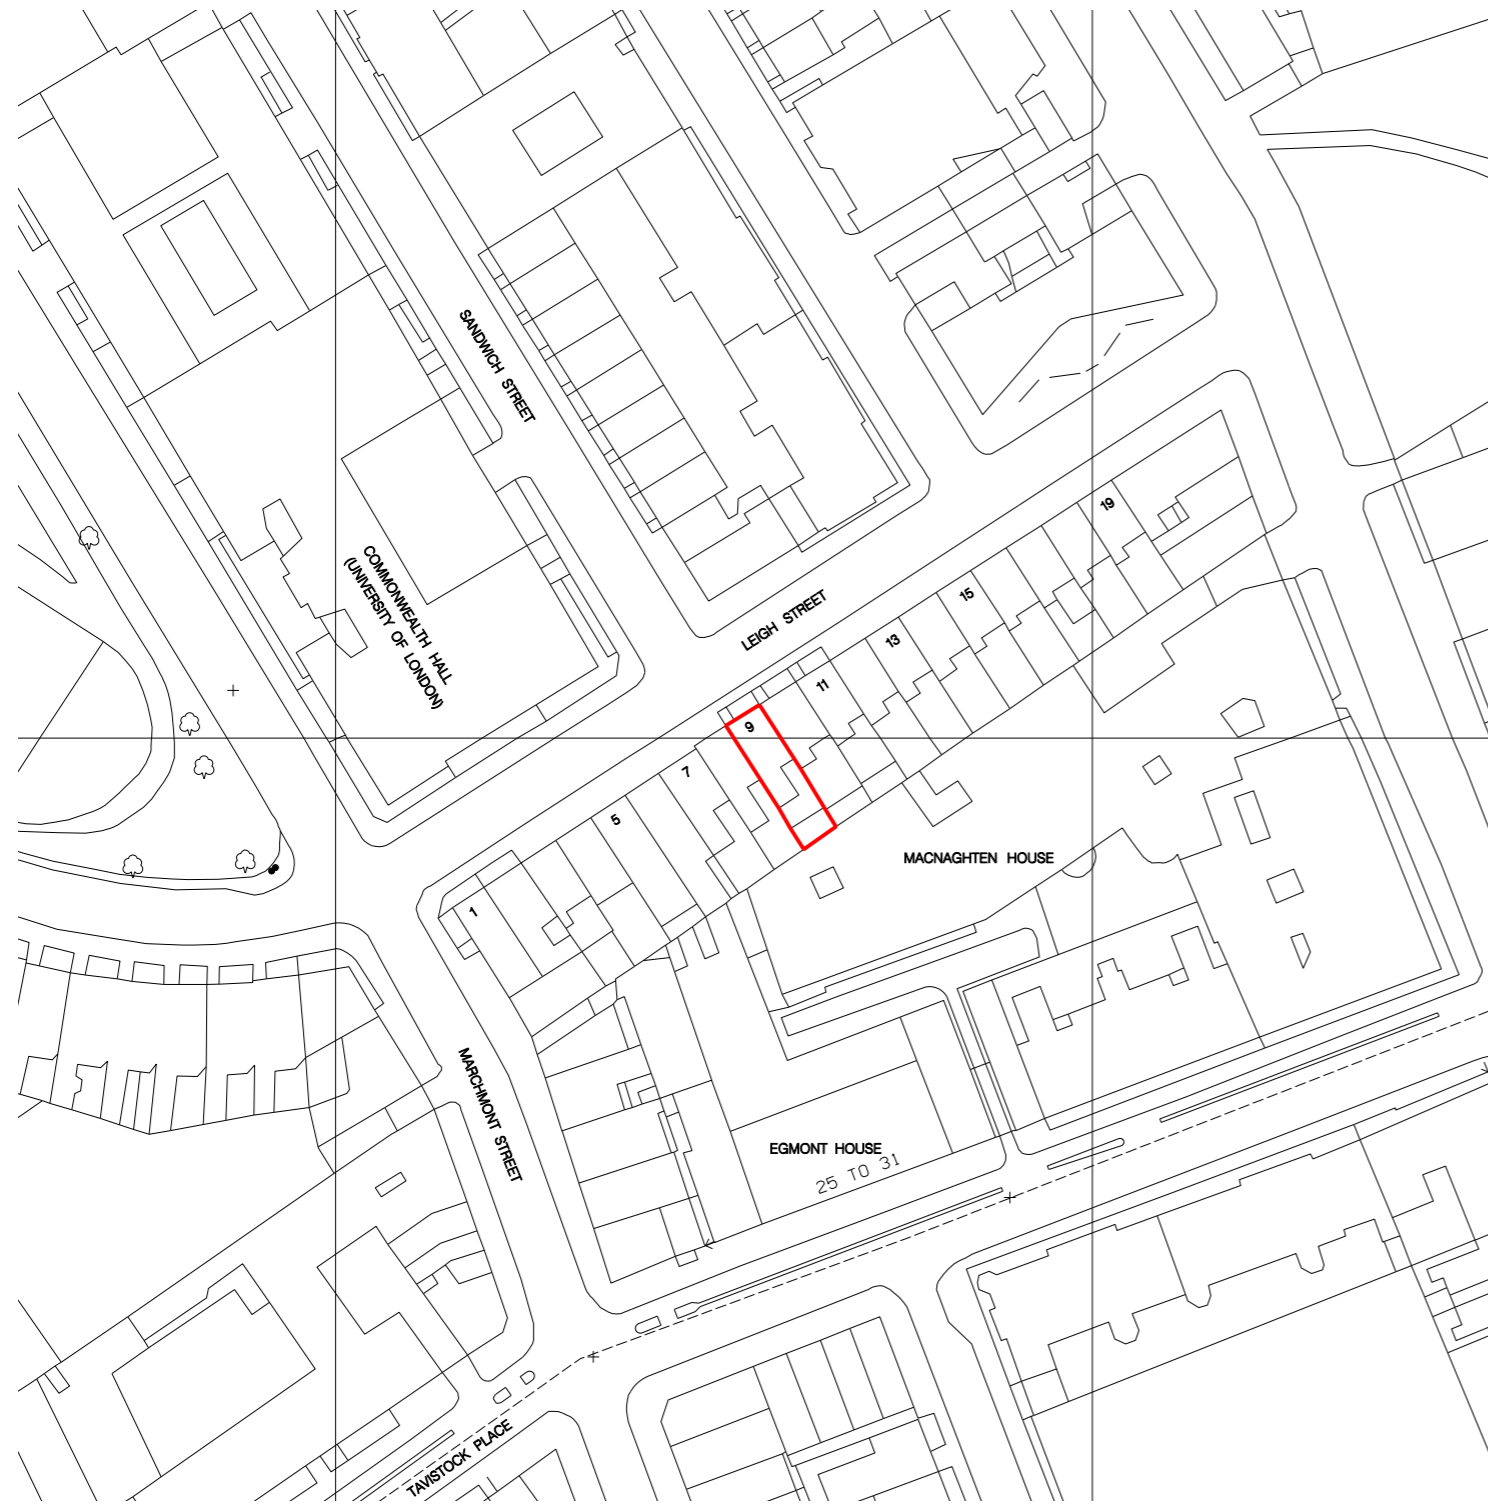 SANDWICH STREET
19
COMMONWEALTH HALL
(UNIVERSITY OF LONDON)
LEIGH STREET
15
13
11
9
7
5
MACNAGHTEN HOUSE
1
MARCHMONT STREET
EGMONT HOUSE
25 TO 31
TAVISTOCK PLACE